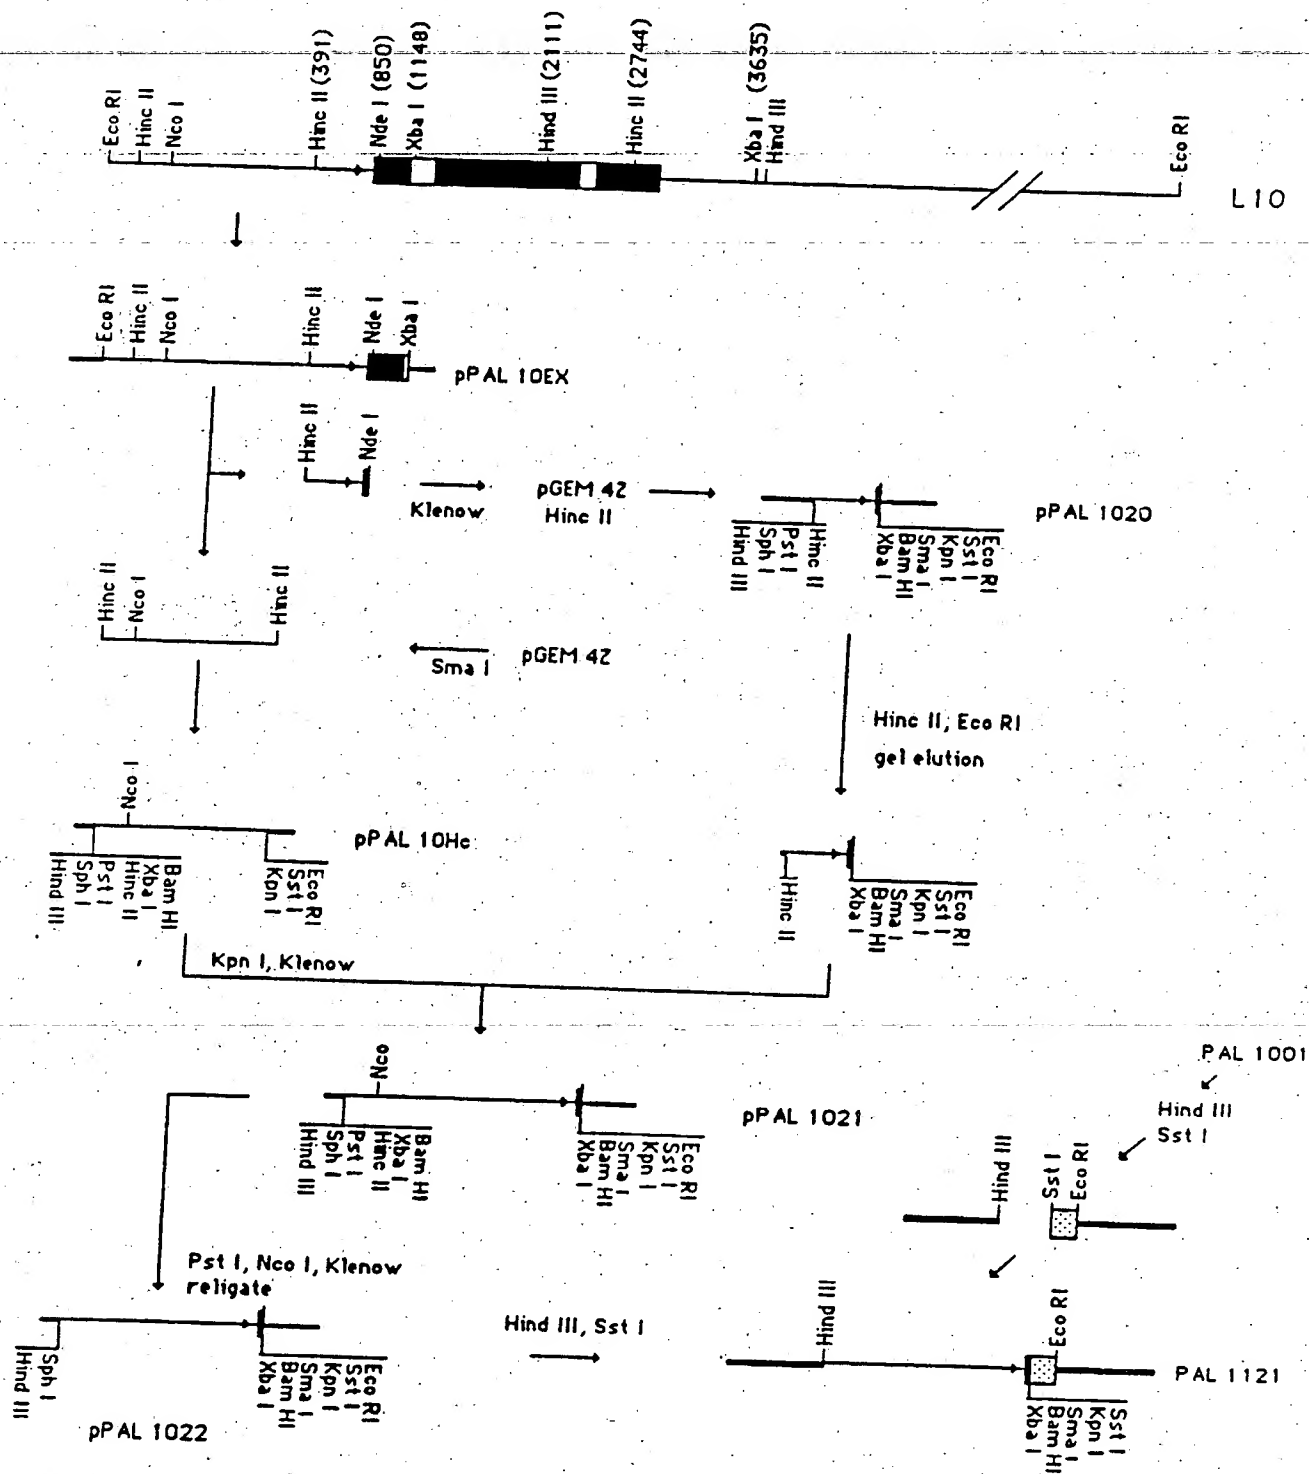 Eco RI
Hinc II
Nco I
Hinc II (391)
Nde I (850)
Xba I (1148)
Hind III (2111)
Hinc II (2744)
Xba I (3635)
Hind III
Eco RI
L10
Eco RI
Hinc II
Nco I
Hinc II
Nde I
Xba I
pPAL 10EX
Hinc II
Nde I
Klenow
pGEM 4Z
Hinc II
pPAL 1020
Hind III
Sph I
Pst I
Hinc II
Xba I
Bam HI
Sma I
Kpn I
Sst I
Eco RI
Hinc II
Nco I
Hinc II
Sma I
pGEM 4Z
Hinc II, Eco RI
gel elution
Nco I
pPAL 10Hc
Hind III
Sph I
Pst I
Hinc II
Xba I
Bam HI
Kpn I
Sst I
Eco RI
Hinc II
Xba I
Bam HI
Sma I
Kpn I
Sst I
Eco RI
Kpn I, Klenow
Nco
pPAL 1021
Hind III
Sph I
Pst I
Hinc II
Xba I
Bam HI
Xba I
Bam HI
Sma I
Kpn I
Sst I
Eco RI
PAL 1001
Hind III
Sst I
Hind III
Sst I
Eco RI
Pst I, Nco I, Klenow
religate
Hind III, Sst I
Hind III
Sph I
Xba I
Bam HI
Sma I
Kpn I
Sst I
Eco RI
pPAL 1022
Hind III
Eco RI
PAL 1121
Xba I
Bam HI
Sma I
Kpn I
Sst I